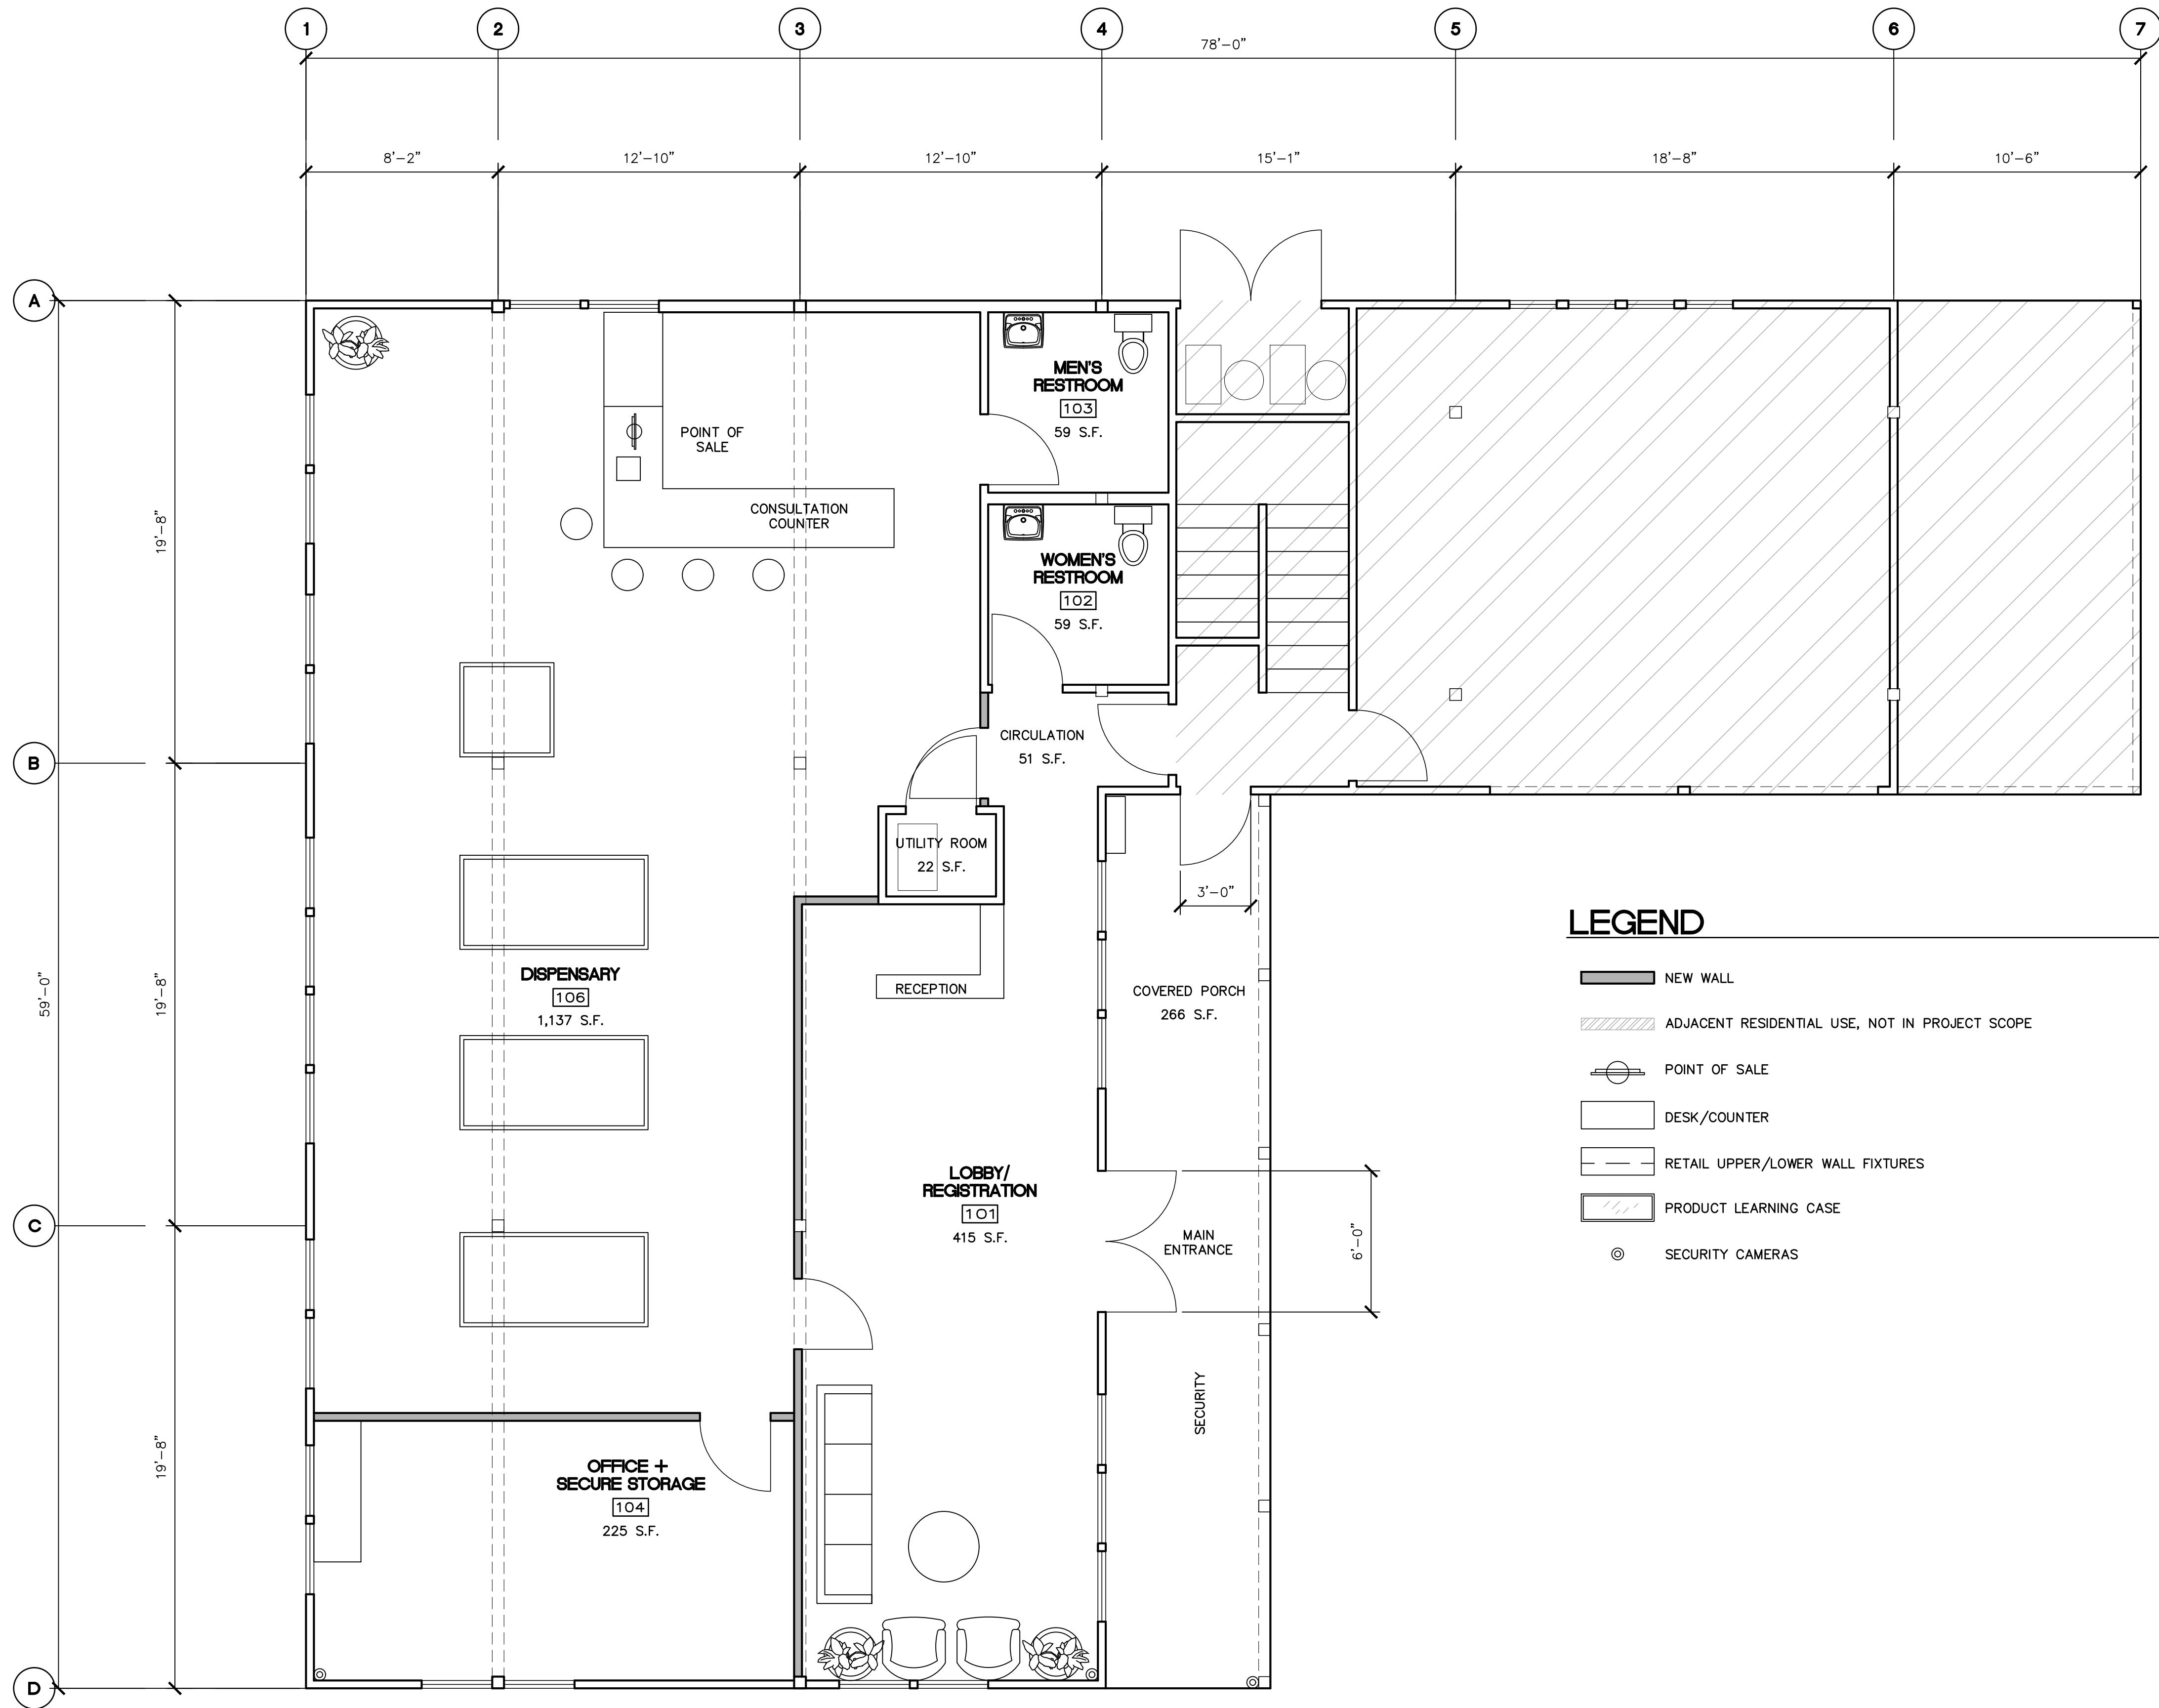 1 2 3 4 5 6 7
78'-0"
8'-2" 12'-10" 12'-10" 15'-1" 18'-8" 10'-6"
A
B
C
D
59'-0"
19'-8"
19'-8"
19'-8"
MEN'S
RESTROOM
103
59 S.F.
POINT OF
SALE
CONSULTATION
COUNTER
WOMEN'S
RESTROOM
102
59 S.F.
CIRCULATION
51 S.F.
UTILITY ROOM
22 S.F.
3'-0"
DISPENSARY
106
1,137 S.F.
RECEPTION
COVERED PORCH
266 S.F.
LOBBY/
REGISTRATION
101
415 S.F.
MAIN
ENTRANCE
6'-0"
SECURITY
OFFICE +
SECURE STORAGE
104
225 S.F.
LEGEND
NEW WALL
ADJACENT RESIDENTIAL USE, NOT IN PROJECT SCOPE
POINT OF SALE
DESK/COUNTER
RETAIL UPPER/LOWER WALL FIXTURES
PRODUCT LEARNING CASE
SECURITY CAMERAS